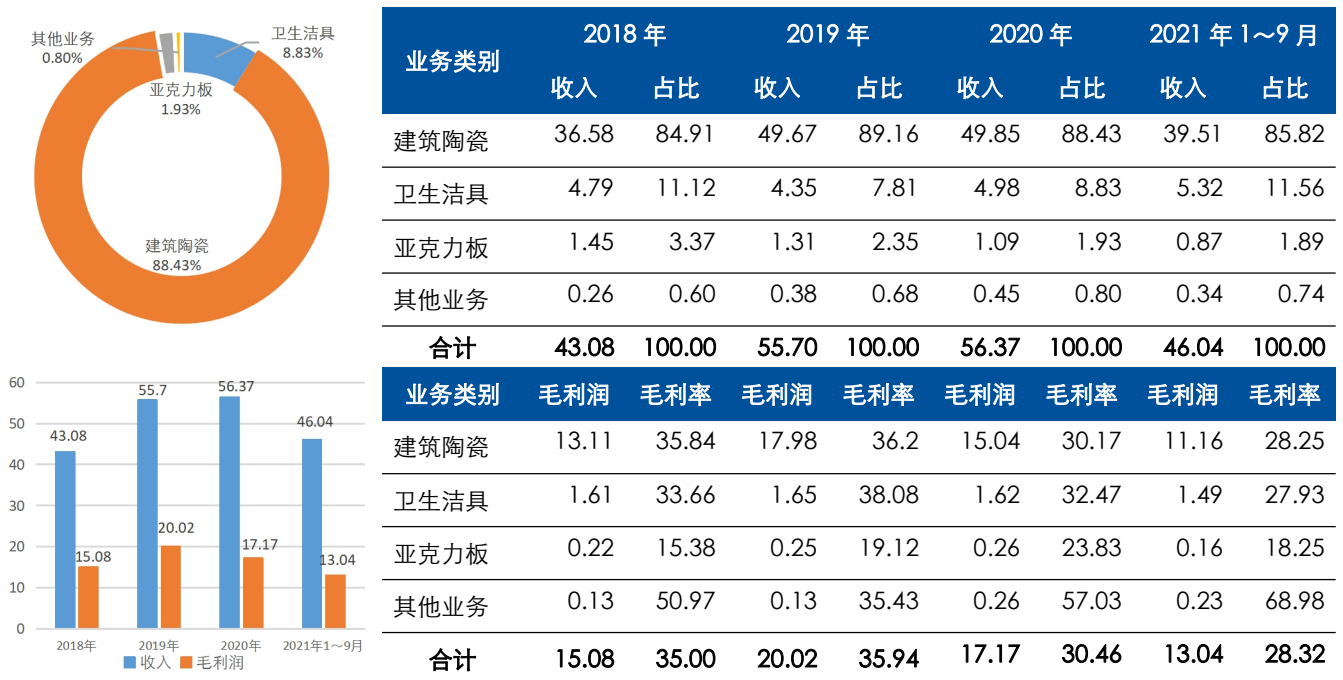 其他业务
0.80%
卫生洁具
8.83%
亚克力板
1.93%
建筑陶瓷
88.43%
业务类别 2018 年 2019 年 2020 年 2021 年 1～9 月
收入 占比 收入 占比 收入 占比 收入 占比
建筑陶瓷 36.58 84.91 49.67 89.16 49.85 88.43 39.51 85.82
卫生洁具 4.79 11.12 4.35 7.81 4.98 8.83 5.32 11.56
亚克力板 1.45 3.37 1.31 2.35 1.09 1.93 0.87 1.89
其他业务 0.26 0.60 0.38 0.68 0.45 0.80 0.34 0.74
合计 43.08 100.00 55.70 100.00 56.37 100.00 46.04 100.00
业务类别 毛利润 毛利率 毛利润 毛利率 毛利润 毛利率 毛利润 毛利率
建筑陶瓷 13.11 35.84 17.98 36.2 15.04 30.17 11.16 28.25
卫生洁具 1.61 33.66 1.65 38.08 1.62 32.47 1.49 27.93
亚克力板 0.22 15.38 0.25 19.12 0.26 23.83 0.16 18.25
其他业务 0.13 50.97 0.13 35.43 0.26 57.03 0.23 68.98
合计 15.08 35.00 20.02 35.94 17.17 30.46 13.04 28.32
60
50
40
30
20
10
0
43.08
15.08
55.7
20.02
56.37
17.17
46.04
13.04
2018年 2019年 2020年 2021年1～9月
收入 毛利润